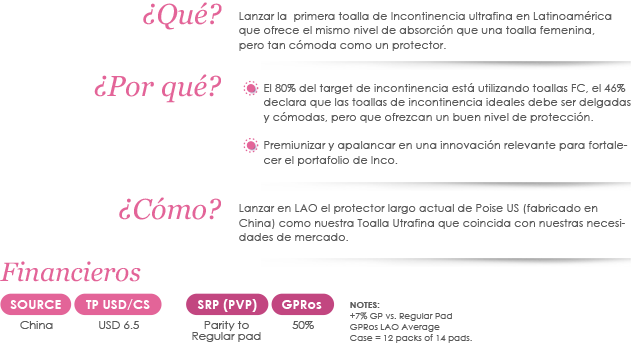 ¿Qué?
Lanzar la primera toalla de Incontinencia ultrafina en Latinoamérica
que ofrece el mismo nivel de absorción que una toalla femenina,
pero tan cómoda como un protector.
¿Por qué?
El 80% del target de incontinencia está utilizando toallas FC, el 46%
declara que las toallas de incontinencia ideales debe ser delgadas
y cómodas, pero que ofrezcan un buen nivel de protección.
Premiunizar y apalancar en una innovación relevante para fortale-
cer el portafolio de Inco.
¿Cómo?
Lanzar en LAO el protector largo actual de Poise US (fabricado en
China) como nuestra Toalla Utrafina que coincida con nuestras necesi-
dades de mercado.
Financieros
SOURCE TP USD/CS SRP (PVP) GPRos
China USD 6.5 Parity to 50%
Regular pad
NOTES:
+7% GP vs. Regular Pad
GPRos LAO Average
Case = 12 packs of 14 pads.